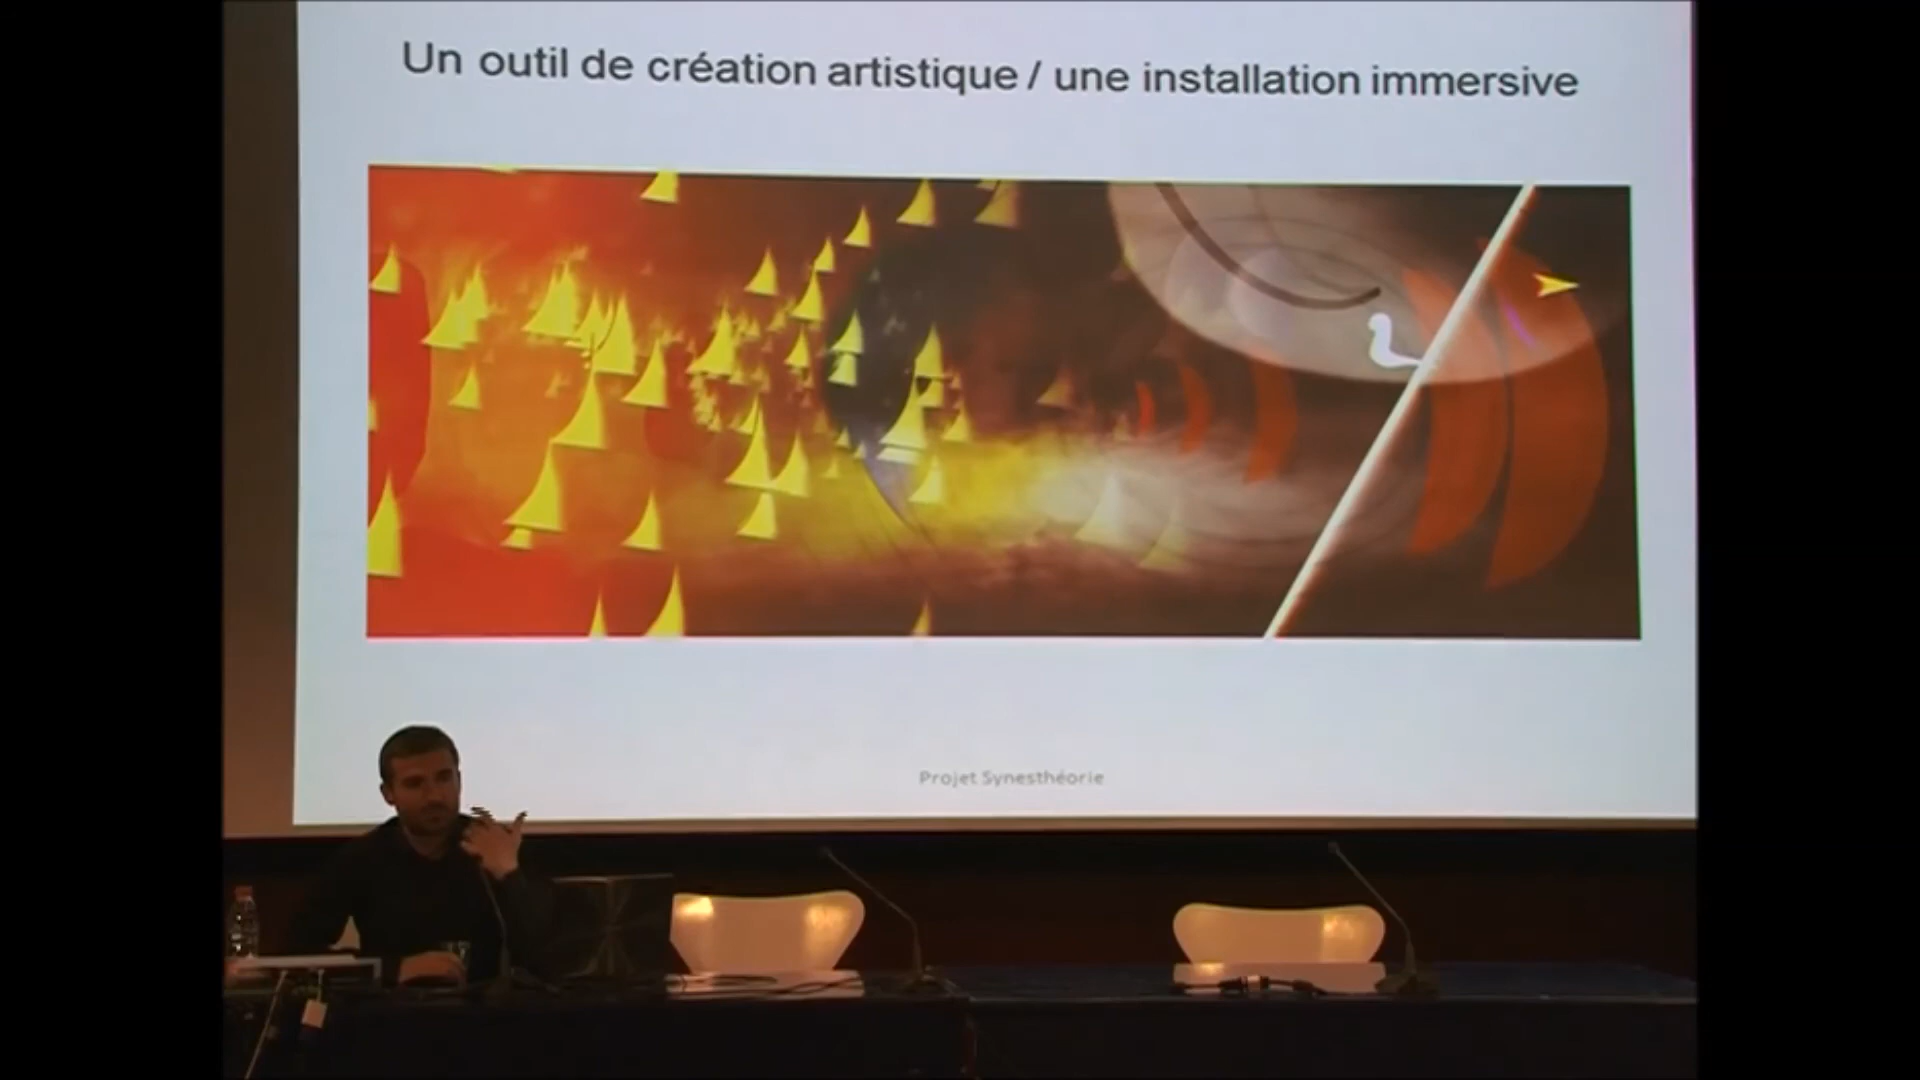 Un outil de création artistique / une installation immersive
Projet Synesthéorie